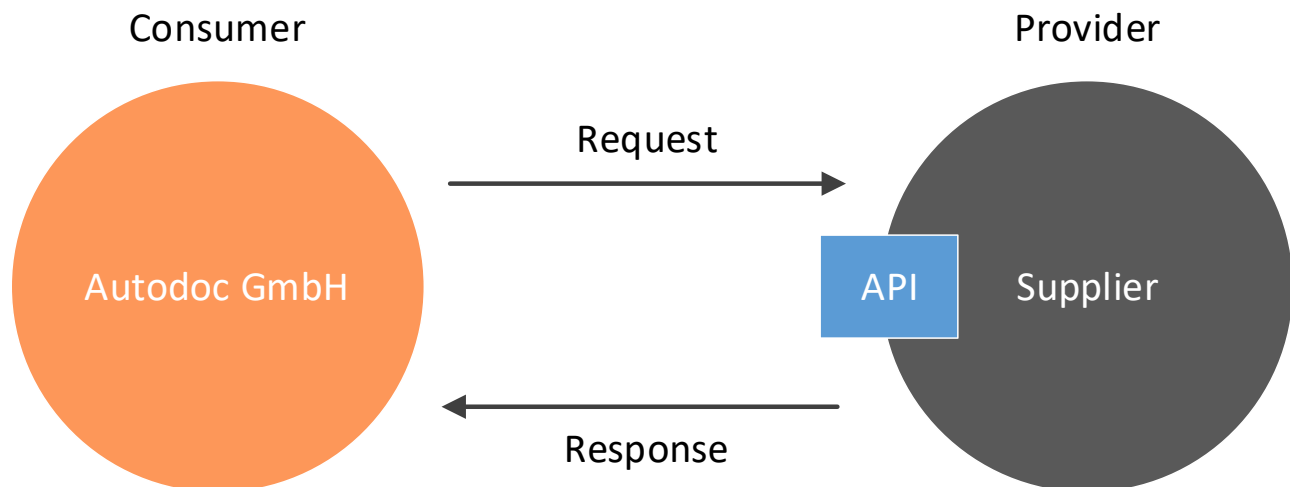 Consumer
Provider
Request
Autodoc GmbH
API
Supplier
Response